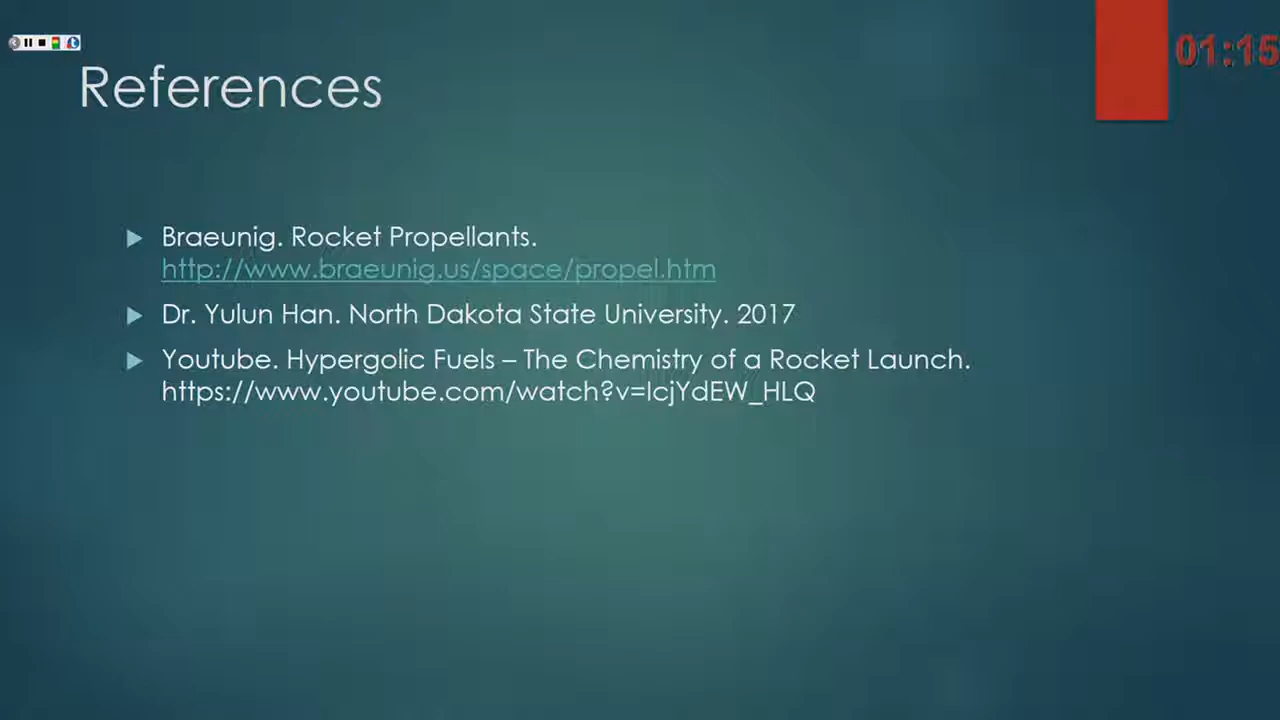 01:15
References
Braeunig. Rocket Propellants.
http://www.braeunig.us/space/propel.htm
Dr. Yulun Han. North Dakota State University. 2017
Youtube. Hypergolic Fuels – The Chemistry of a Rocket Launch.
https://www.youtube.com/watch?v=IcjYdEW_HLQ